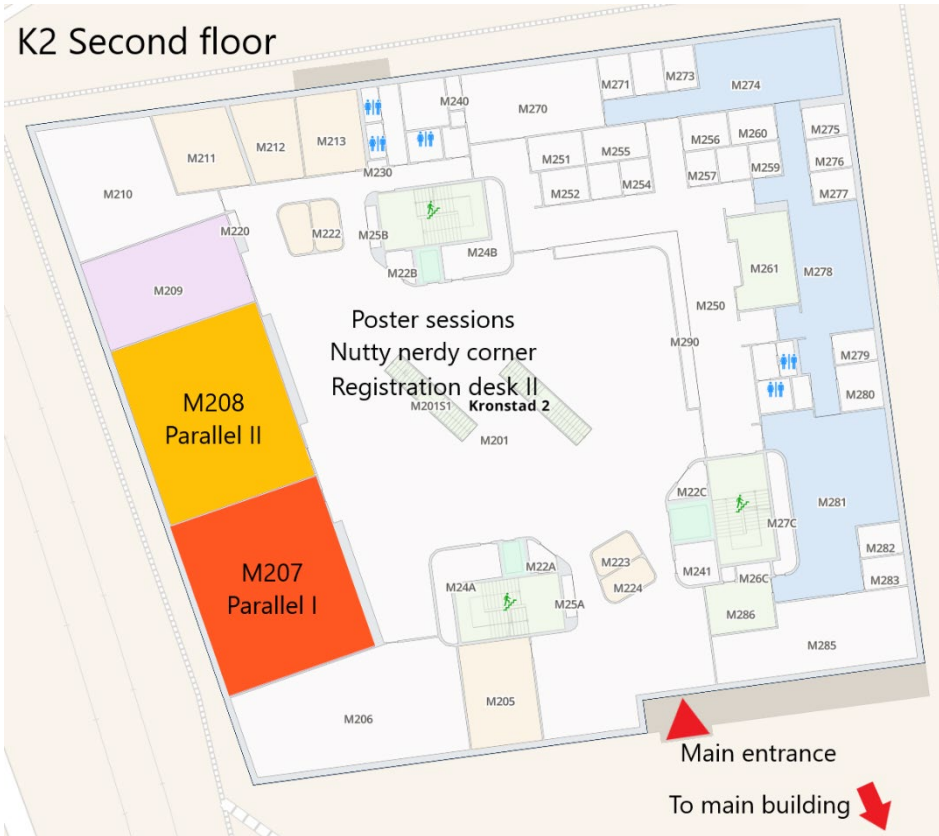 K2 Second floor
M271
M273
M274
M240
M270
M260
M275
M256
M211
M212
M213
M255
M251
M259
M276
M230
M257
M254
M252
M277
M210
M220
M222
M25B
M24B
M22B
M261
M278
M209
M250
Poster sessions
Nutty nerdy corner
M290
M279
Registration desk II
M280
M201S1
Kronstad 2
M208
Parallel II
M201
M22C
M281
M27C
M207
Parallel I
M282
M223
M22A
M241
M26C
M283
M24A
M224
M25A
M286
M285
M205
M206
Main entrance
To main building